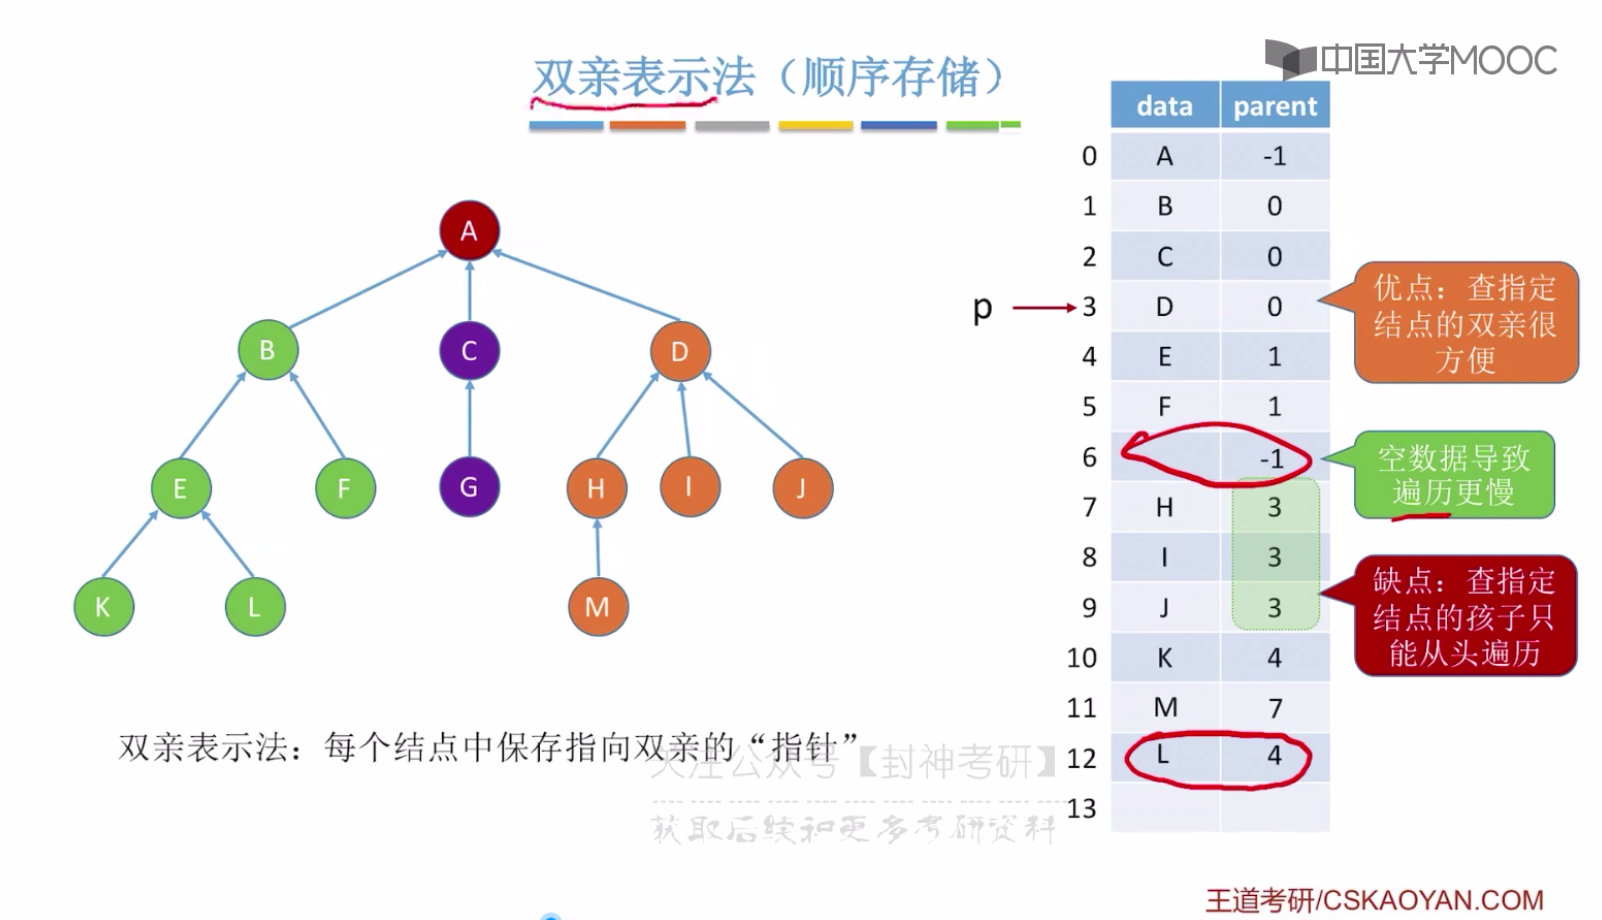 中国大学MOOC
双亲表示法（顺序存储）
data parent
0 A -1
1 B 0
2 C 0
p 3 D 0
4 E 1
5 F 1
6 -1
7 H 3
8 I 3
9 J 3
10 K 4
11 M 7
12 L 4
13
优点：查指定
结点的双亲很
方便
空数据导致
遍历更慢
缺点：查指定
结点的孩子只
能从头遍历
A
B C D
E F G H I J
K L M
双亲表示法：每个结点中保存指向双亲的“指针”
关注公众号【封神考研】
获取后续和更多考研资料
王道考研/CSKAOYAN.COM